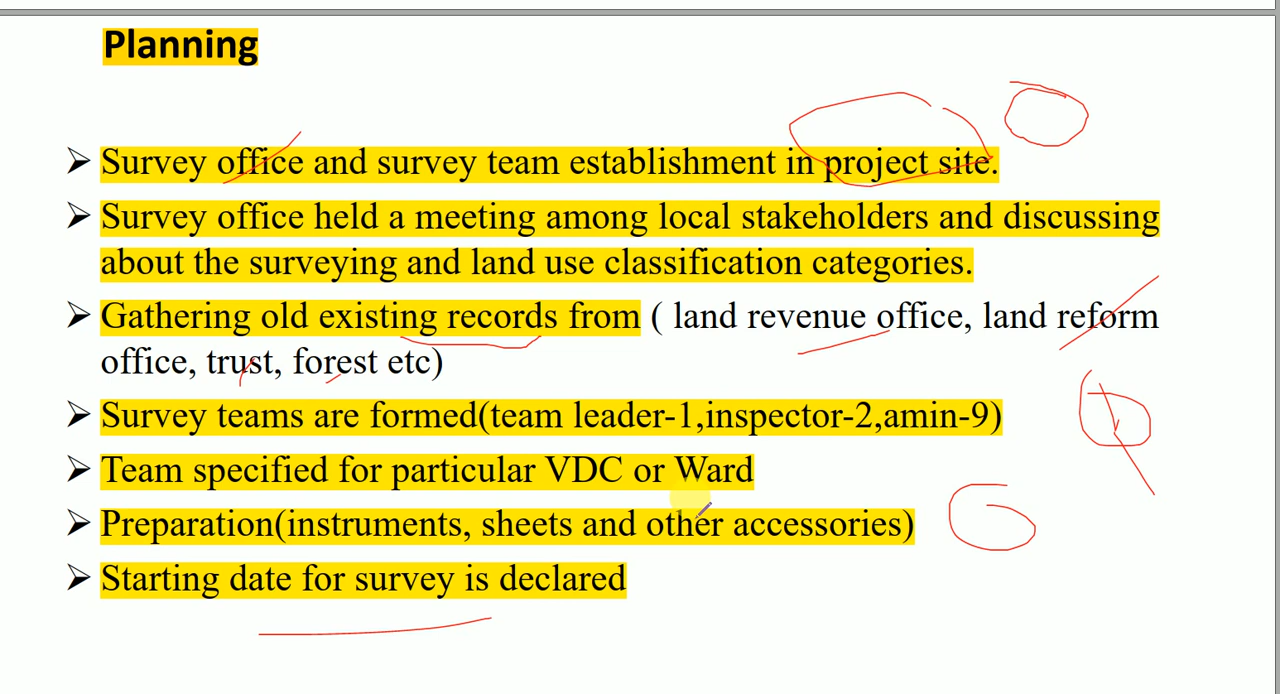 Planning
➢ Survey office and survey team establishment in project site.
➢ Survey office held a meeting among local stakeholders and discussing
about the surveying and land use classification categories.
➢ Gathering old existing records from ( land revenue office, land reform
office, trust, forest etc)
➢ Survey teams are formed(team leader-1,inspector-2,amin-9)
➢ Team specified for particular VDC or Ward
➢ Preparation(instruments, sheets and other accessories)
➢ Starting date for survey is declared